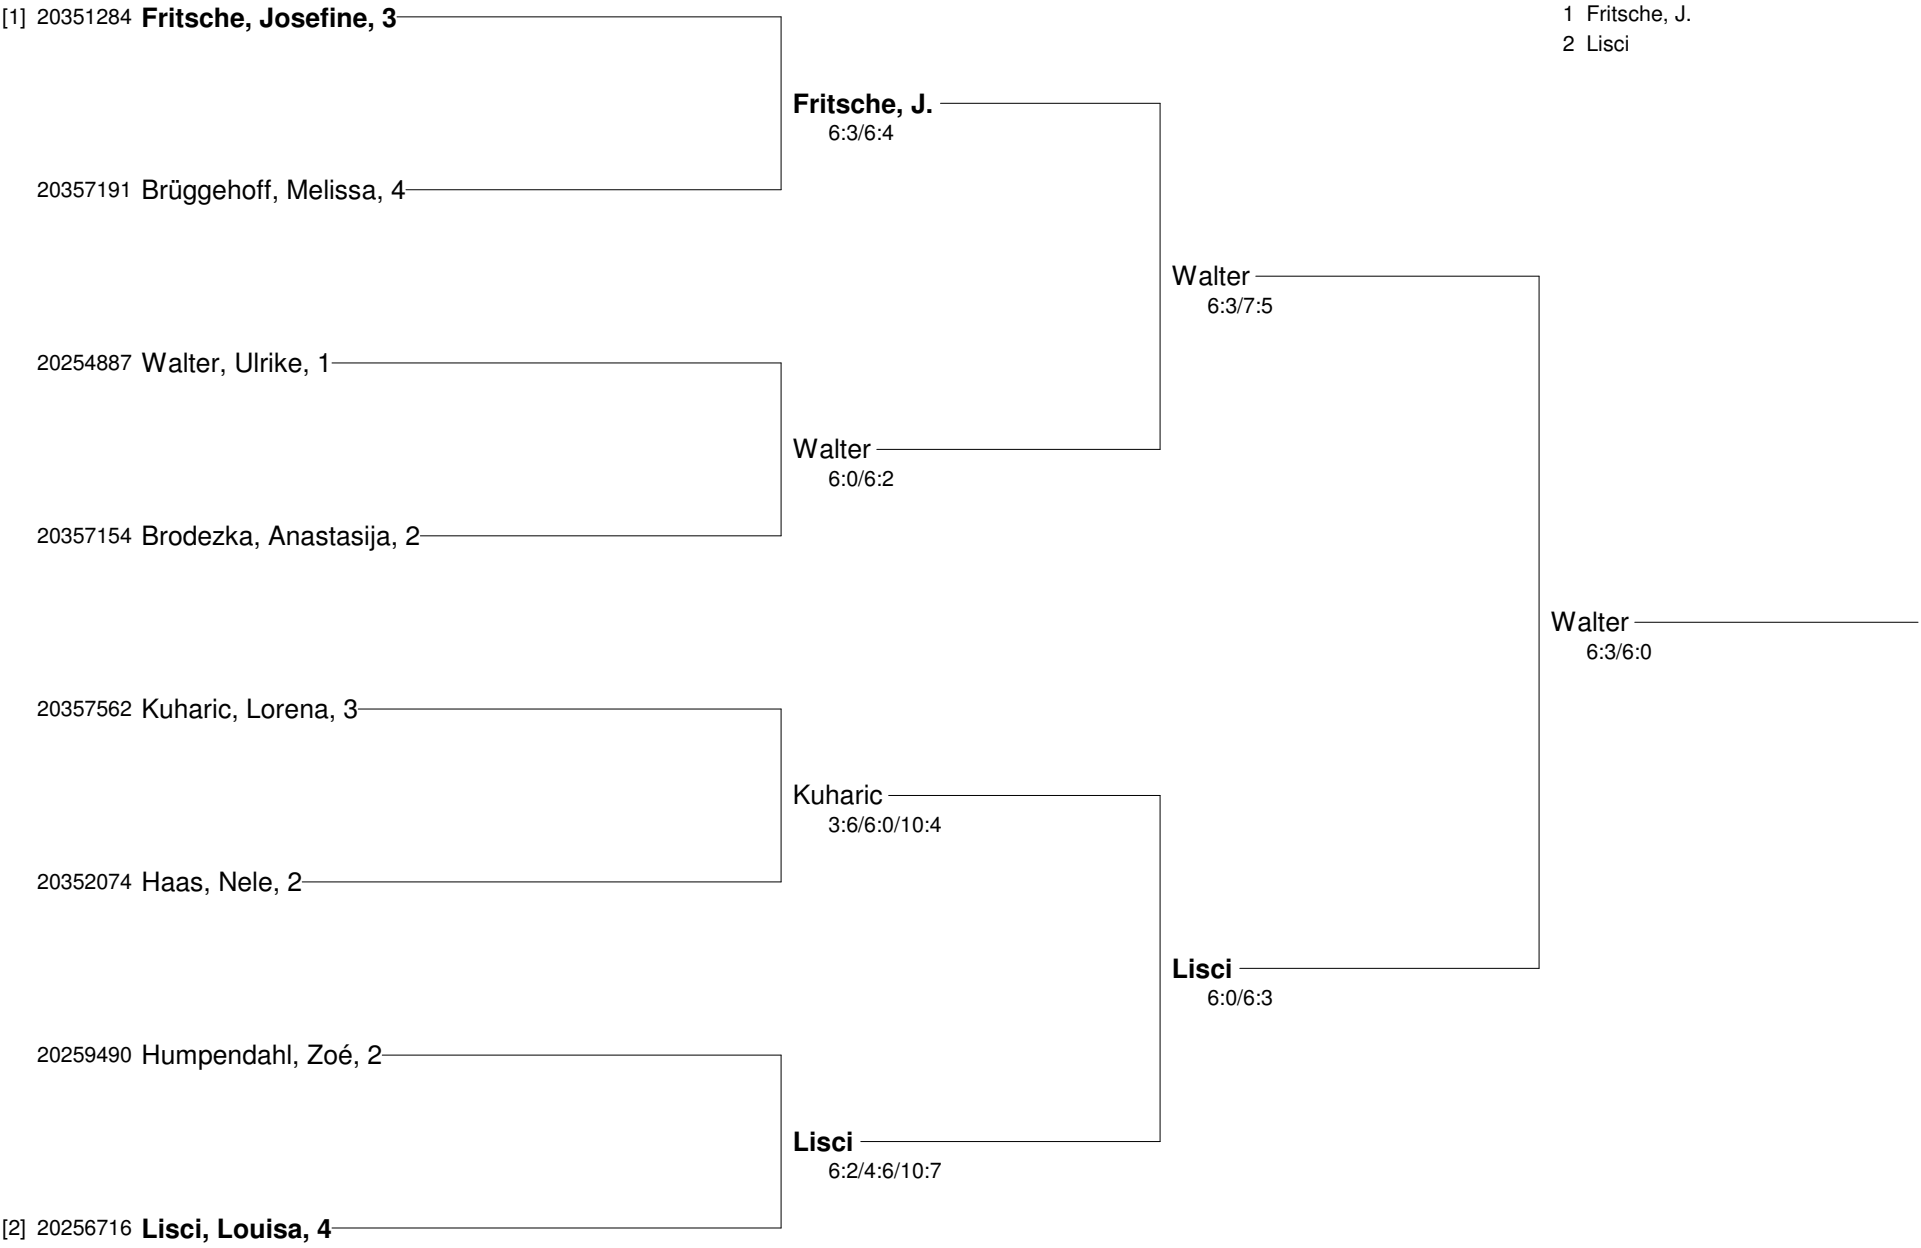 [1] 20351284 Fritsche, Josefine, 3
1 Fritsche, J.
2 Lisci
Fritsche, J.
6:3/6:4
20357191 Brüggehoff, Melissa, 4
Walter
6:3/7:5
20254887 Walter, Ulrike, 1
Walter
6:0/6:2
20357154 Brodezka, Anastasija, 2
Walter
6:3/6:0
20357562 Kuharic, Lorena, 3
Kuharic
3:6/6:0/10:4
20352074 Haas, Nele, 2
Lisci
6:0/6:3
20259490 Humpendahl, Zoé, 2
Lisci
6:2/4:6/10:7
[2] 20256716 Lisci, Louisa, 4